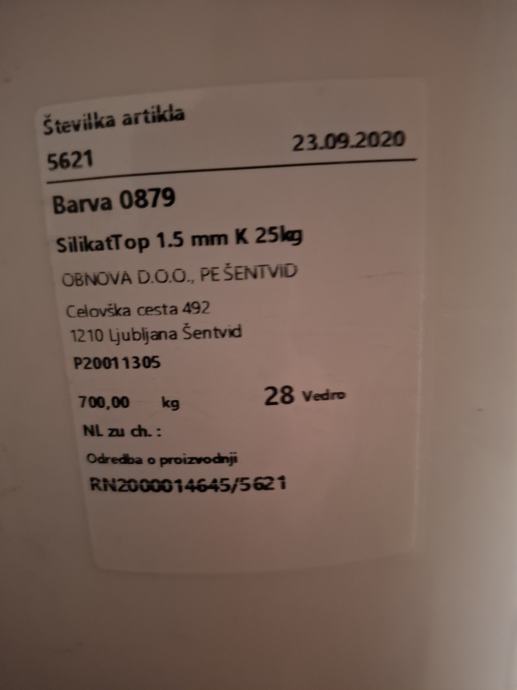 Številka artikla
5621 23.09.2020
Barva 0879
SilikatTop 1.5 mm K 25kg
OBNOVA D.O.O., PE ŠENTVID
Celovška cesta 492
1210 Ljubljana Šentvid
P20011305
700,00 kg 28 Vedro
NL zu ch. :
Odredba o proizvodnji
RN2000014645/5621